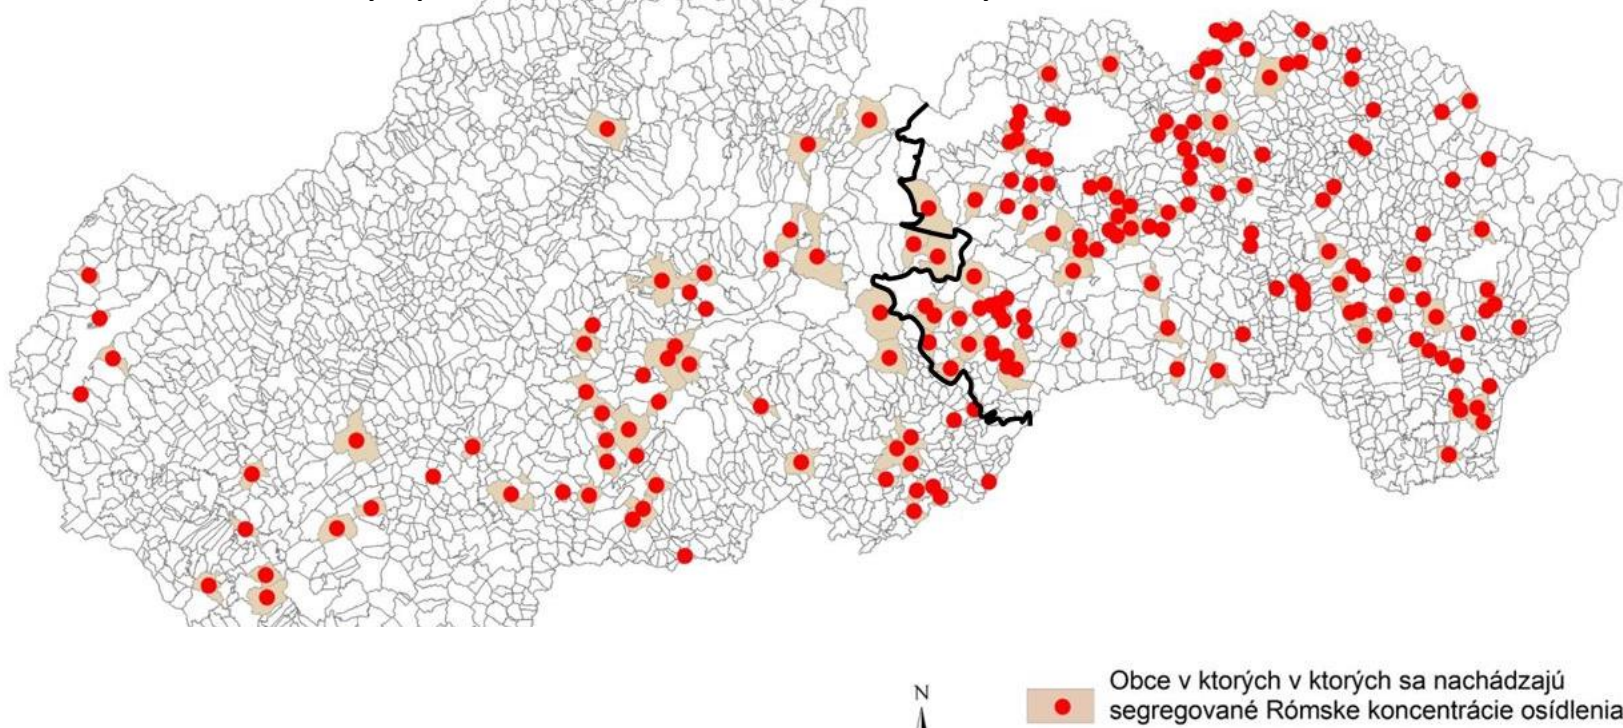 N
Obce v ktorých v ktorých sa nachádzajú
segregované Rómske koncentrácie osídlenia